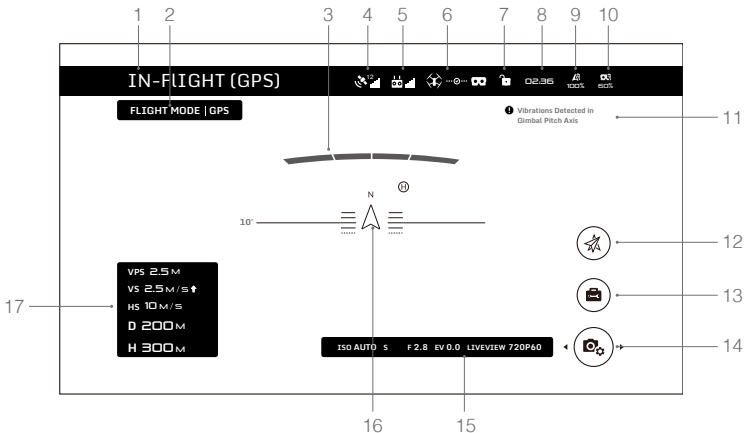 1 2 3 4 5 6 7 8 9 10
IN-FlIGHT (GPS) 12 02:36 100% 60%
FLIGHT MODE | GPS
Vibrations Detected in
Gimbal Pitch Axis
11
N
H
10'
12
VPS 2.5 M
VS 2.5 M/S
HS 10 M/S
D 200 M
H 300 M
17
13
ISO AUTO S F 2.8 EV 0.0 LIVEVIEW 720P60
14
16 15